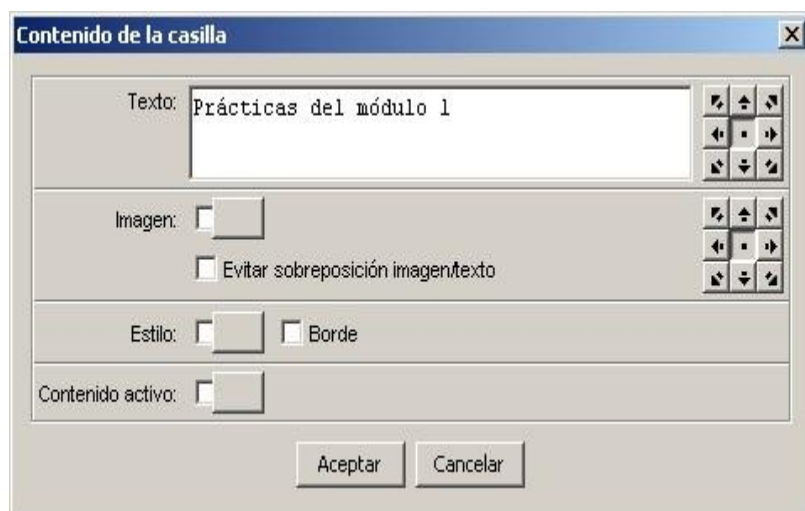 Contenido de la casilla
Texto: Prácticas del módulo 1
Imagen:
Evitar sobreposición imagen/texto
Estilo: Borde
Contenido activo:
Aceptar Cancelar